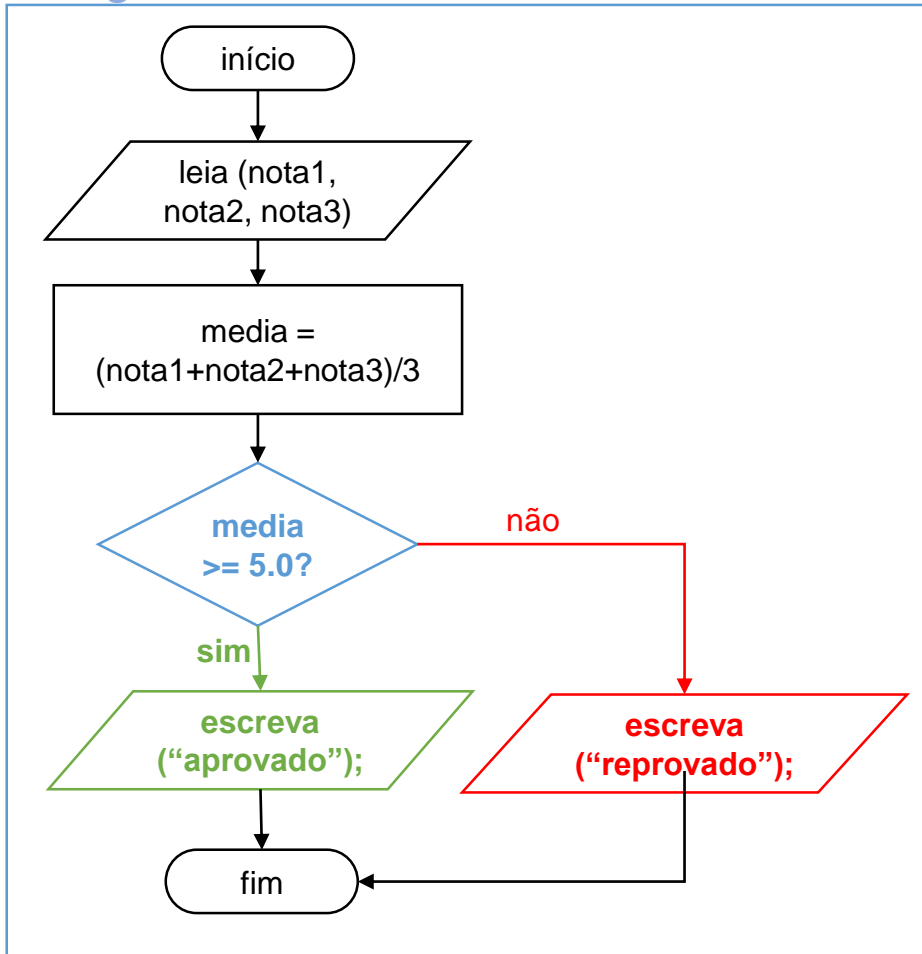 início
leia (nota1,
nota2, nota3)
media =
(nota1+nota2+nota3)/3
media
>= 5.0?
não
sim
escreva
(“aprovado”);
escreva
(“reprovado”);
fim